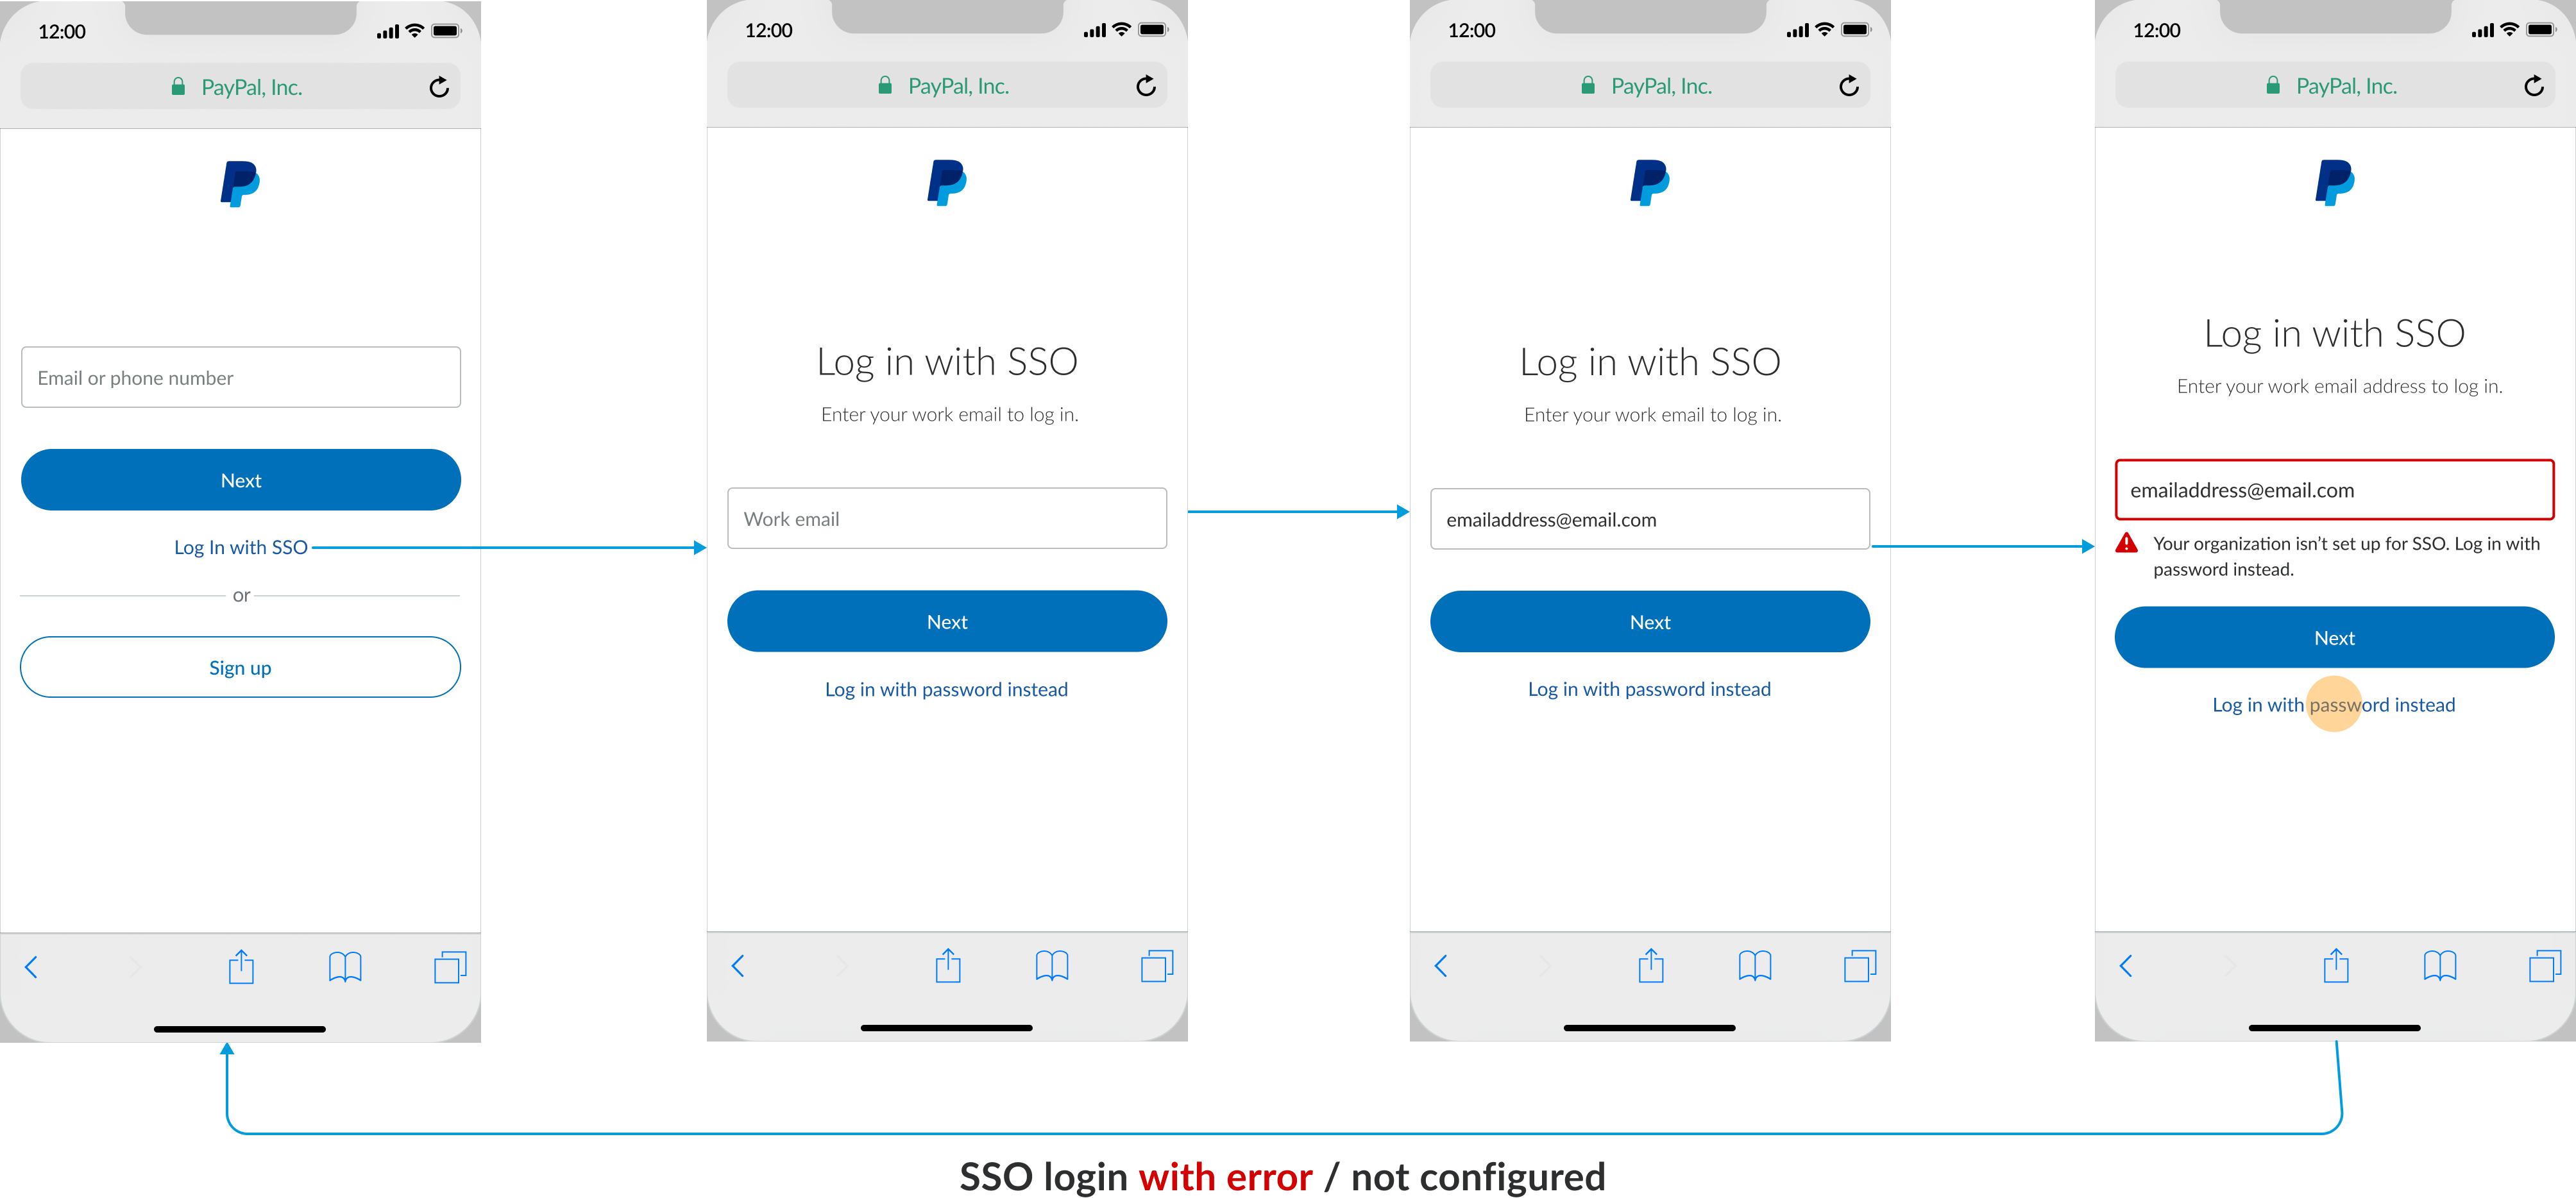 12:00
PayPal, Inc.
Email or phone number
Next
Log In with SSO
or
Sign up
12:00
PayPal, Inc.
Log in with SSO
Enter your work email to log in.
Work email
Next
Log in with password instead
12:00
PayPal, Inc.
Log in with SSO
Enter your work email to log in.
emailaddress@email.com
Next
Log in with password instead
12:00
PayPal, Inc.
Log in with SSO
Enter your work email address to log in.
emailaddress@email.com
Your organization isn't set up for SSO. Log in with
password instead.
Next
Log in with password instead
SSO login with error / not configured